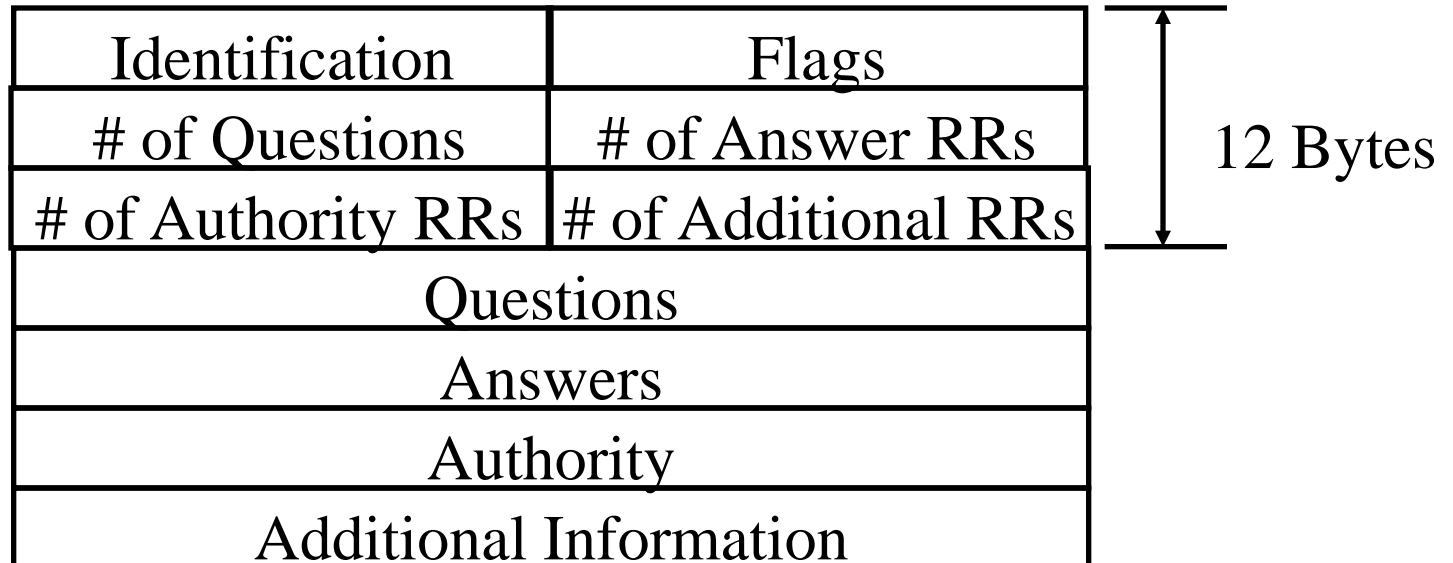 Identification Flags
# of Questions # of Answer RRs
12 Bytes
# of Authority RRs # of Additional RRs
Questions
Answers
Authority
Additional Information